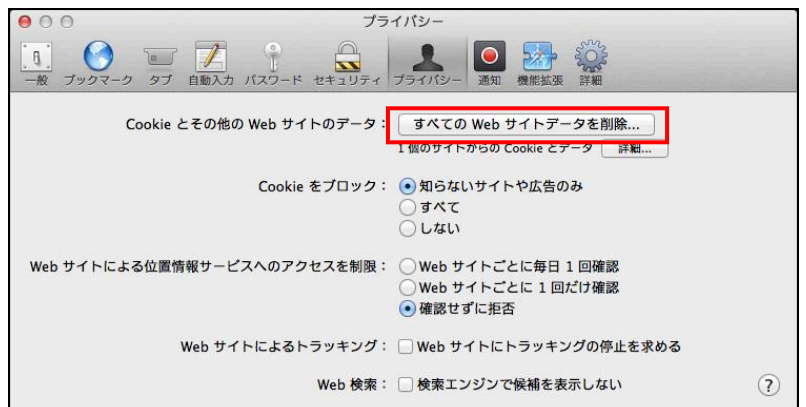 プライバシー
一般 ブックマーク タブ 自動入力 パスワード セキュリティ プライバシー 通知 機能拡張 詳細
Cookie とその他の Web サイトのデータ： すべての Web サイトデータを削除...
1 個のサイトからの Cookie とデータ 詳細...
Cookie をブロック： 知らないサイトや広告のみ
すべて
しない
Web サイトによる位置情報サービスへのアクセスを制限： Web サイトごとに毎日 1 回確認
Web サイトごとに 1 回だけ確認
確認せずに拒否
Web サイトによるトラッキング： Web サイトにトラッキングの停止を求める
Web 検索： 検索エンジンで候補を表示しない ?